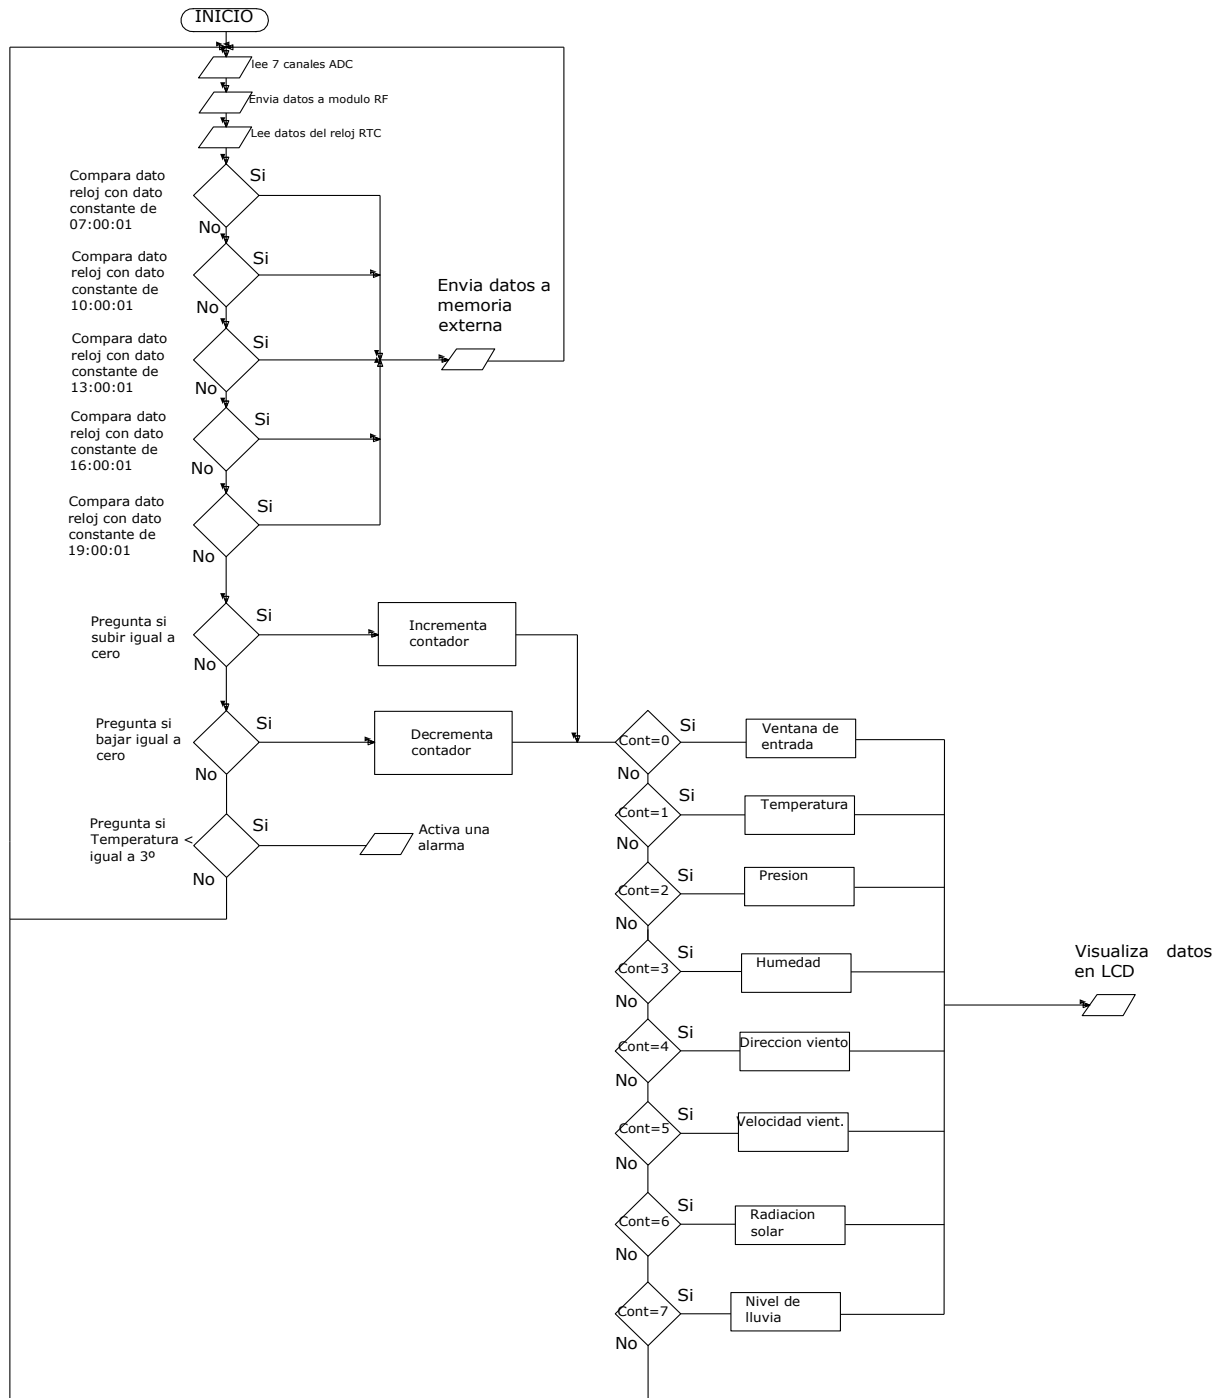 INICIO
lee 7 canales ADC
Envia datos a modulo RF
Lee datos del reloj RTC
Compara dato
reloj con dato
constante de
07:00:01
Si
No
Compara dato
reloj con dato
constante de
10:00:01
Si
No
Envia datos a
memoria
externa
Compara dato
reloj con dato
constante de
13:00:01
Si
No
Compara dato
reloj con dato
constante de
16:00:01
Si
No
Compara dato
reloj con dato
constante de
19:00:01
Si
No
Pregunta si
subir igual a
cero
Si
No
Incrementa
contador
Pregunta si
bajar igual a
cero
Si
No
Decrementa
contador
Pregunta si
Temperatura <
igual a 3º
Si
No
Activa una
alarma
Cont=0
Si
No
Ventana de
entrada
Cont=1
Si
No
Temperatura
Cont=2
Si
No
Presion
Cont=3
Si
No
Humedad
Cont=4
Si
No
Direccion viento
Cont=5
Si
No
Velocidad vient.
Cont=6
Si
No
Radiacion
solar
Cont=7
Si
No
Nivel de
lluvia
Visualiza datos
en LCD